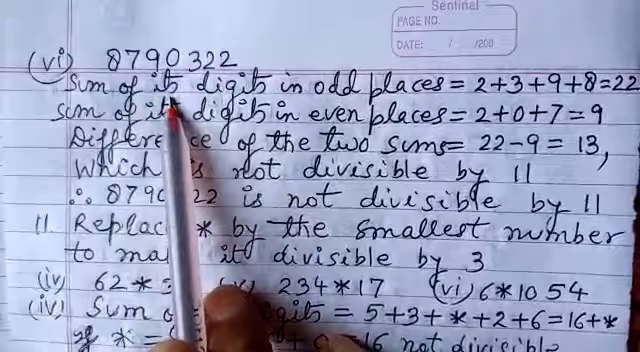 Sentinel
PAGE NO.
DATE: / /200
(vi) 8790322
Sum of its digits in odd places = 2+3+9+8=22
Sum of its digits in even places = 2+0+7=9
Difference of the two sums = 22-9 = 13,
Which is not divisible by 11
∴ 8790322 is not divisible by 11
11. Replace * by the smallest number
to make it divisible by 3
(iv) 62*3 234*17 (vi) 6*1054
(iv) Sum digits = 5+3+*+2+6=16+*
If * = 16 not divisible